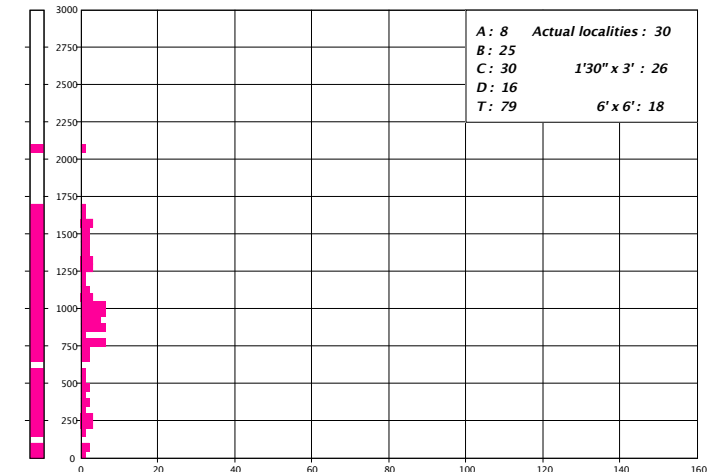 3000
2750
2500
2250
2000
1750
1500
1250
1000
750
500
250
0
A : 8 Actual localities : 30
B : 25
C : 30 1'30" x 3' : 26
D : 16
T : 79 6' x 6' : 18
0 20 40 60 80 100 120 140 160